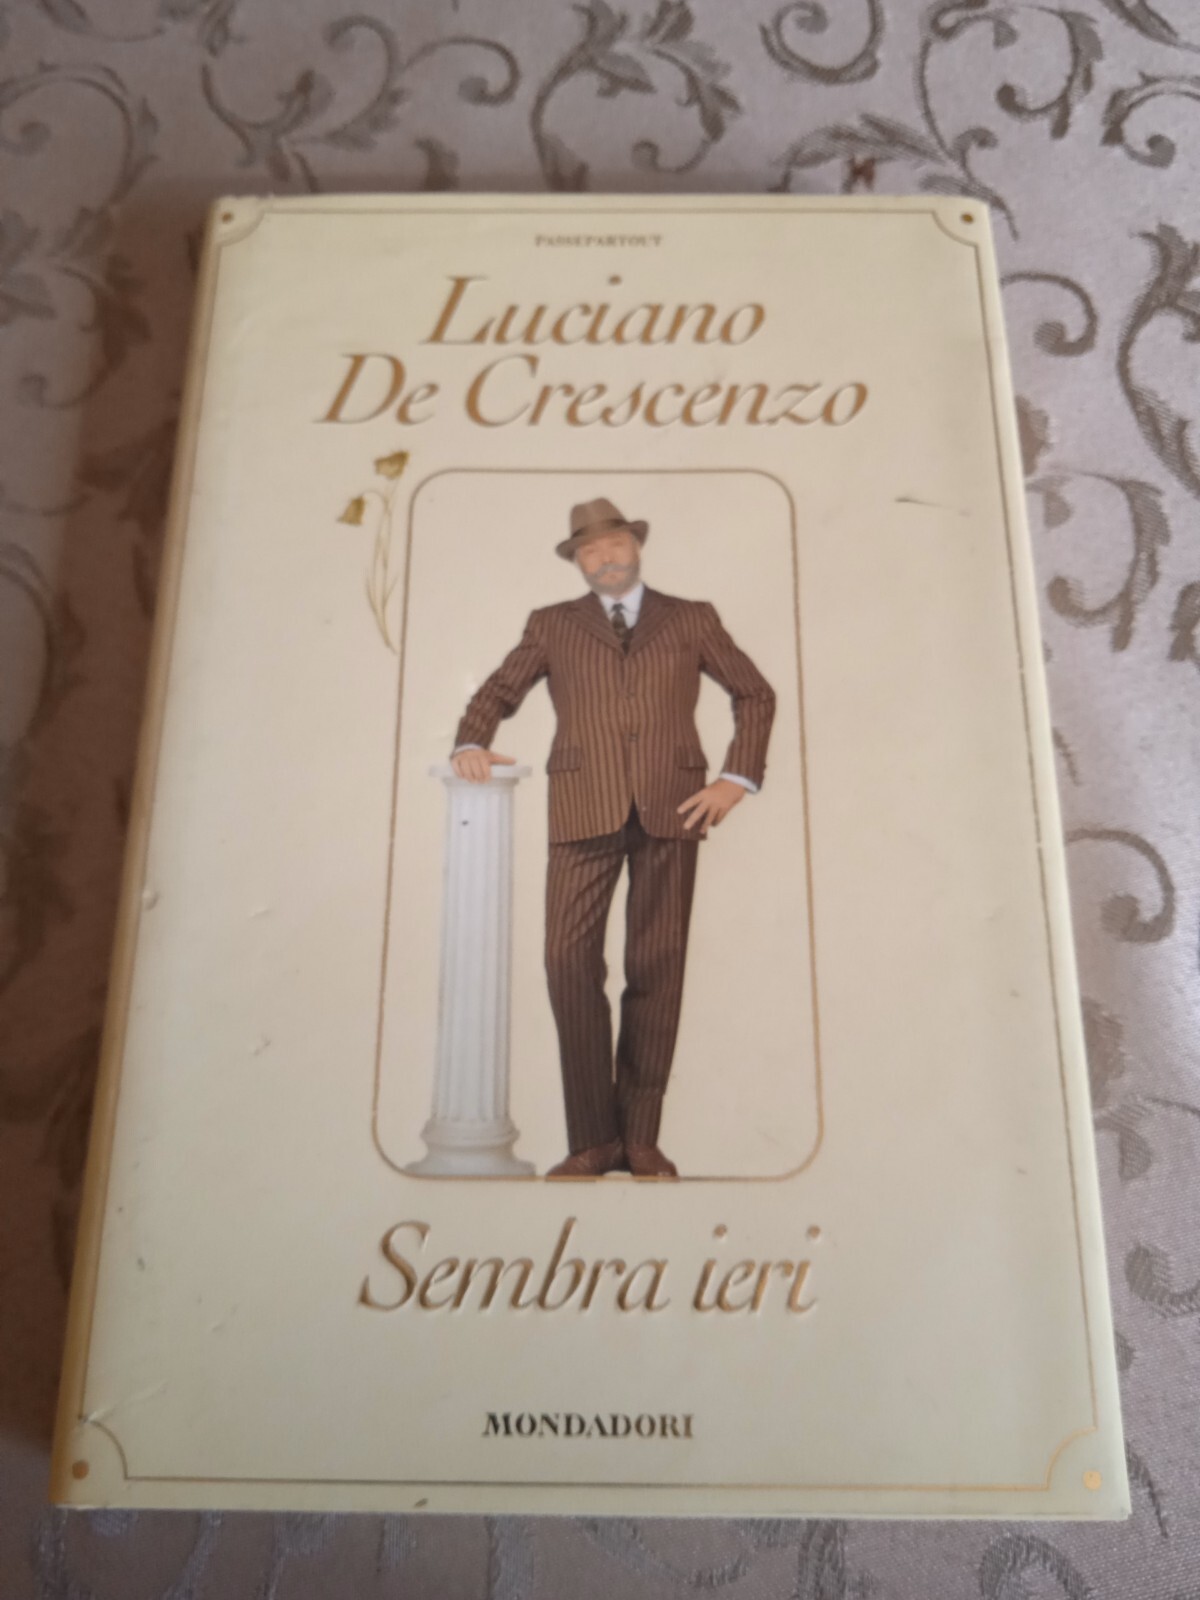 PASSEPARTOUT
Luciano
De Crescenzo
Sembra ieri
MONDADORI